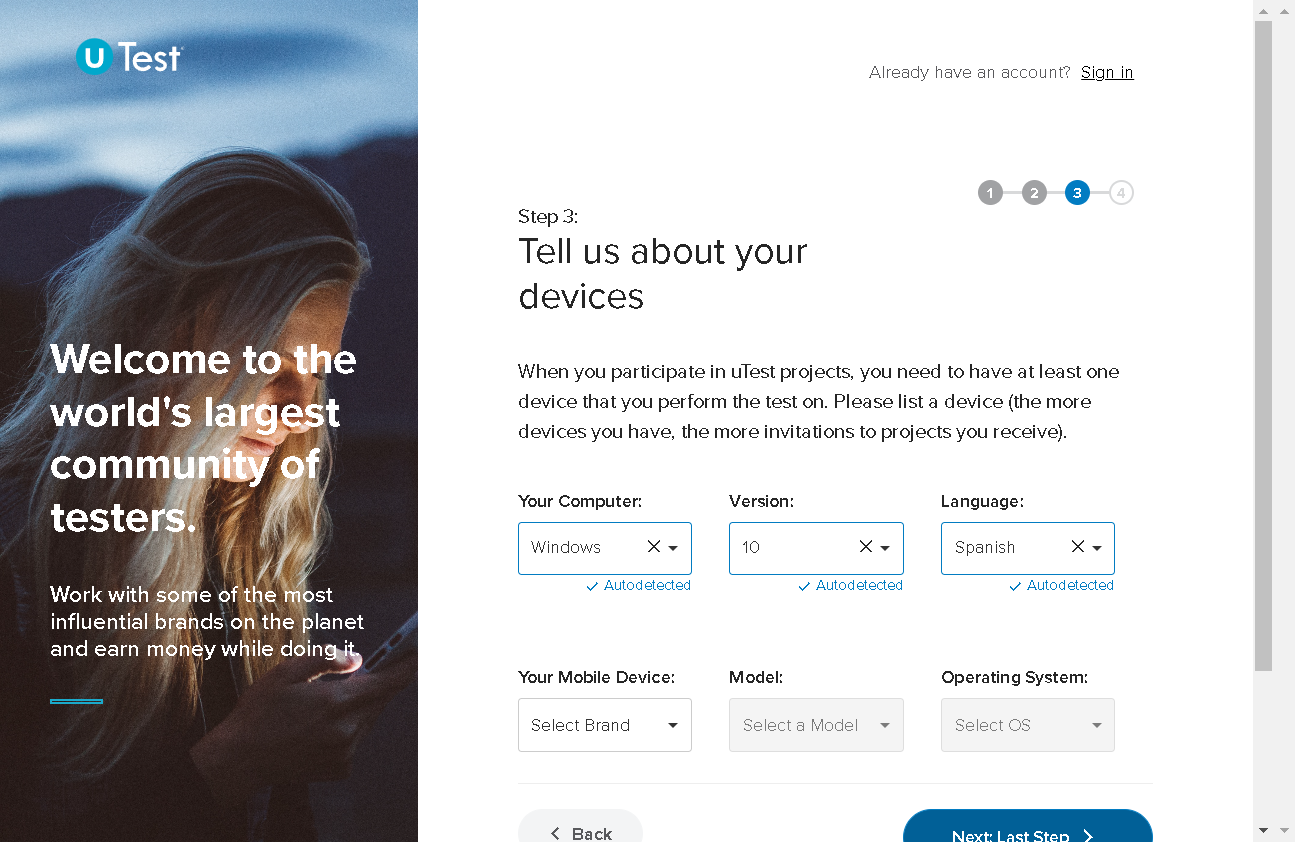 U Test
Already have an account? Sign in
1 2 3 4
Step 3:
Tell us about your
devices
Welcome to the
world's largest
community of
testers.
When you participate in uTest projects, you need to have at least one
device that you perform the test on. Please list a device (the more
devices you have, the more invitations to projects you receive).
Your Computer: Version: Language:
Windows 10 Spanish
Autodetected Autodetected Autodetected
Work with some of the most
influential brands on the planet
and earn money while doing it.
Your Mobile Device: Model: Operating System:
Select Brand Select a Model Select OS
Back Next: Last Step